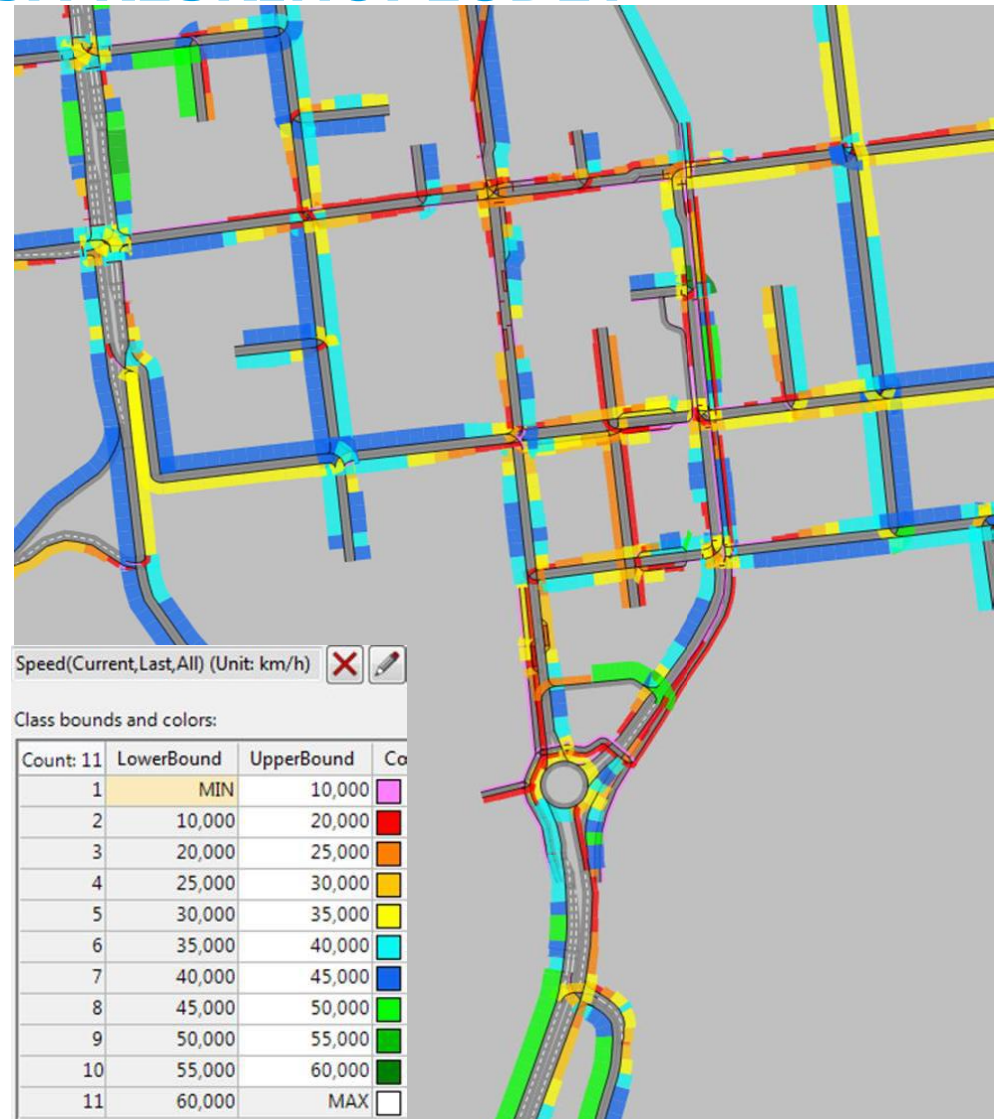 Speed(Current,Last,All) (Unit: km/h)
Class bounds and colors:
Count: 11 LowerBound UpperBound Co
1 MIN 10,000
2 10,000 20,000
3 20,000 25,000
4 25,000 30,000
5 30,000 35,000
6 35,000 40,000
7 40,000 45,000
8 45,000 50,000
9 50,000 55,000
10 55,000 60,000
11 60,000 MAX